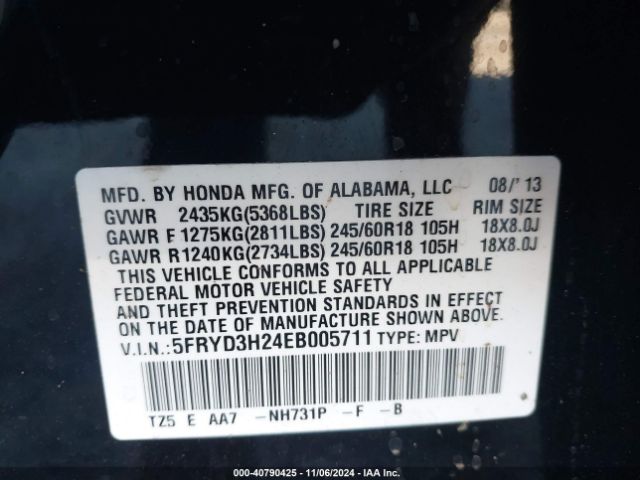 MFD. BY HONDA MFG. OF ALABAMA, LLC 08/'13
GVWR 2435KG(5368LBS) TIRE SIZE RIM SIZE
GAWR F 1275KG(2811LBS) 245/60R18 105H 18X8.0J
GAWR R1240KG(2734LBS) 245/60R18 105H 18X8.0J
THIS VEHICLE CONFORMS TO ALL APPLICABLE
FEDERAL MOTOR VEHICLE SAFETY
AND THEFT PREVENTION STANDARDS IN EFFECT
ON THE DATE OF MANUFACTURE SHOWN ABOVE.
V.I.N.:5FRYD3H24EB005711 TYPE: MPV
TZ5 E AA7 -NH731P -F -B
000-40790425 - 11/06/2024 - IAA Inc.